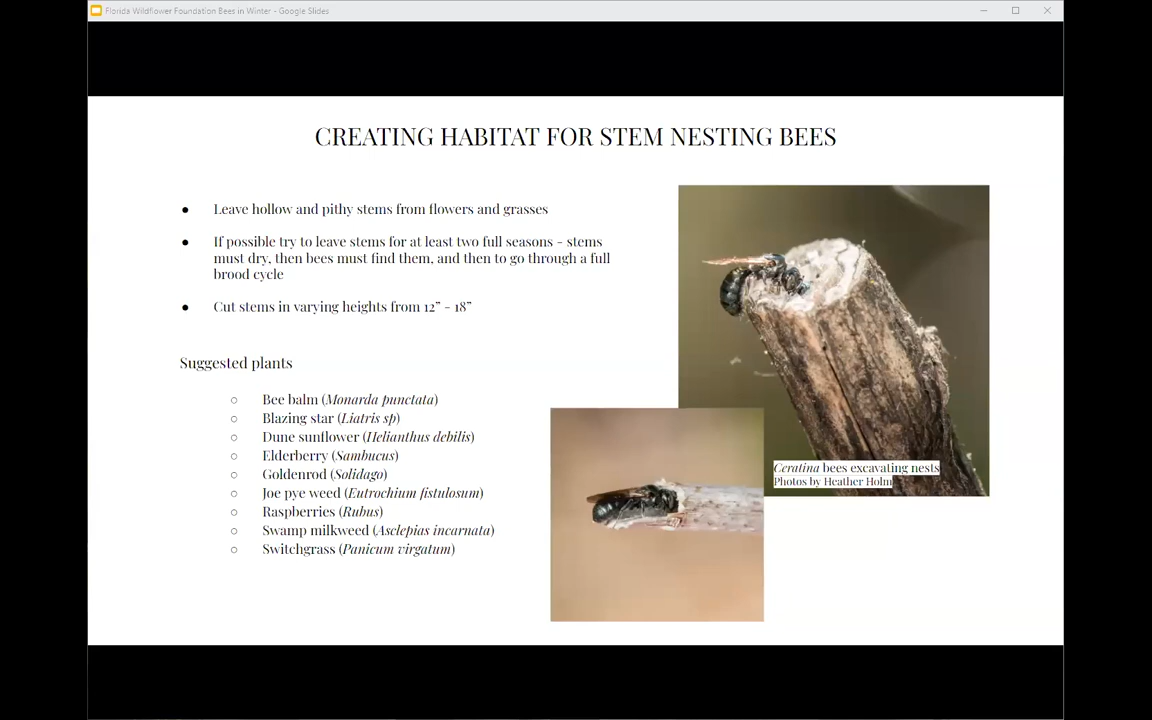 Florida Wildflower Foundation Bees in Winter - Google Slides
CREATING HABITAT FOR STEM NESTING BEES
● Leave hollow and pithy stems from flowers and grasses
● If possible try to leave stems for at least two full seasons - stems
must dry, then bees must find them, and then to go through a full
brood cycle
● Cut stems in varying heights from 12” - 18”
Suggested plants
○ Bee balm (Monarda punctata)
○ Blazing star (Liatris sp)
○ Dune sunflower (Helianthus debilis)
○ Elderberry (Sambucus)
○ Goldenrod (Solidago)
○ Joe pye weed (Eutrochium fistulosum)
○ Raspberries (Rubus)
○ Swamp milkweed (Asclepias incarnata)
○ Switchgrass (Panicum virgatum)
Ceratina bees excavating nests
Photos by Heather Holm